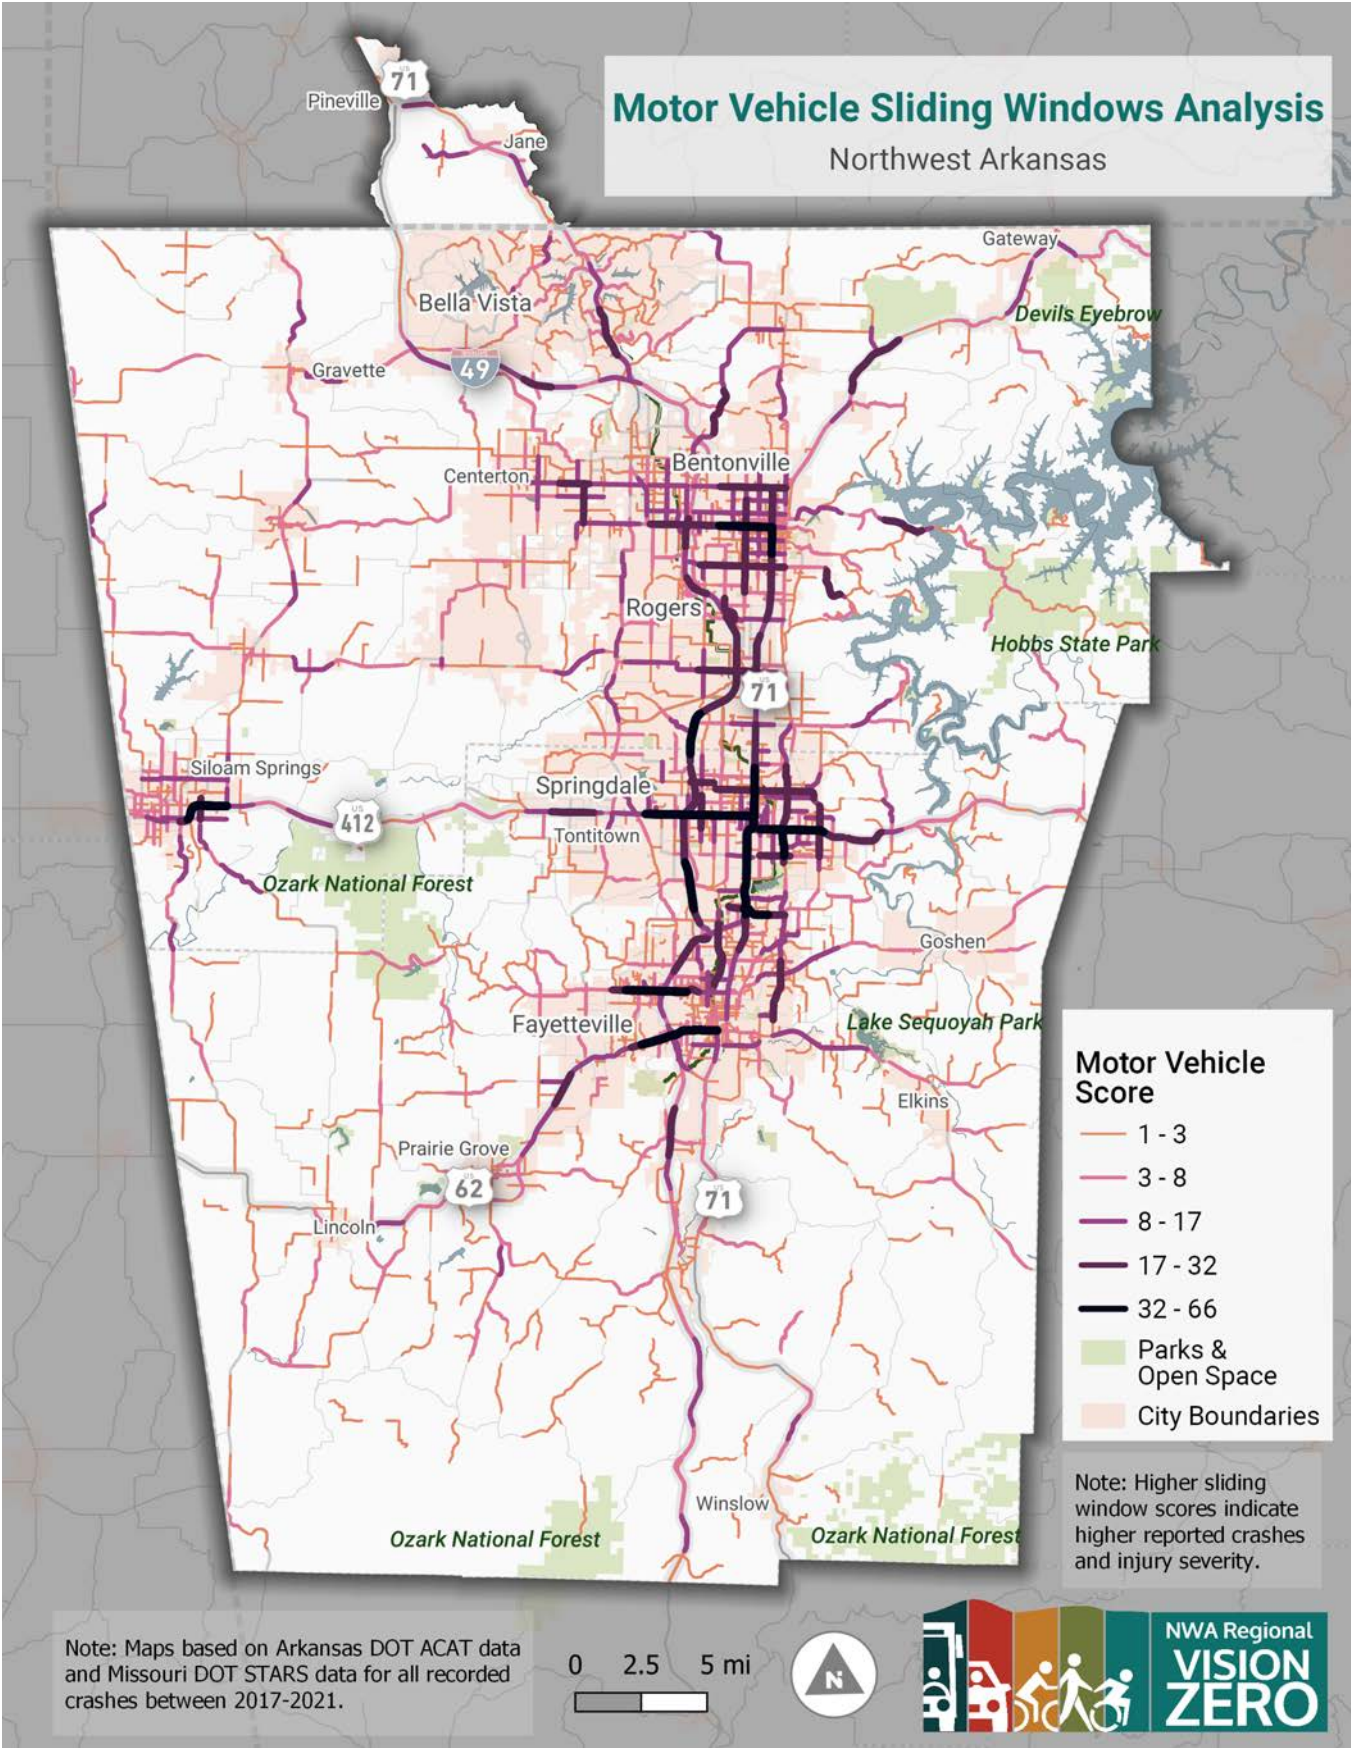 Motor Vehicle Sliding Windows Analysis
Northwest Arkansas
US
71
Pineville
Jane
Gateway
Bella Vista
Devils Eyebrow
49
Gravette
Bentonville
Centerton
Rogers
Hobbs State Park
US
71
Siloam Springs
Springdale
US
412
Tontitown
Ozark National Forest
Goshen
Fayetteville
Lake Sequoyah Park
Elkins
Prairie Grove
US
62
US
71
Lincoln
Winslow
Ozark National Forest
Ozark National Forest
Motor Vehicle
Score
1 - 3
3 - 8
8 - 17
17 - 32
32 - 66
Parks &
Open Space
City Boundaries
Note: Higher sliding
window scores indicate
higher reported crashes
and injury severity.
Note: Maps based on Arkansas DOT ACAT data
and Missouri DOT STARS data for all recorded
crashes between 2017-2021.
0 2.5 5 mi
N
NWA Regional
VISION
ZERO